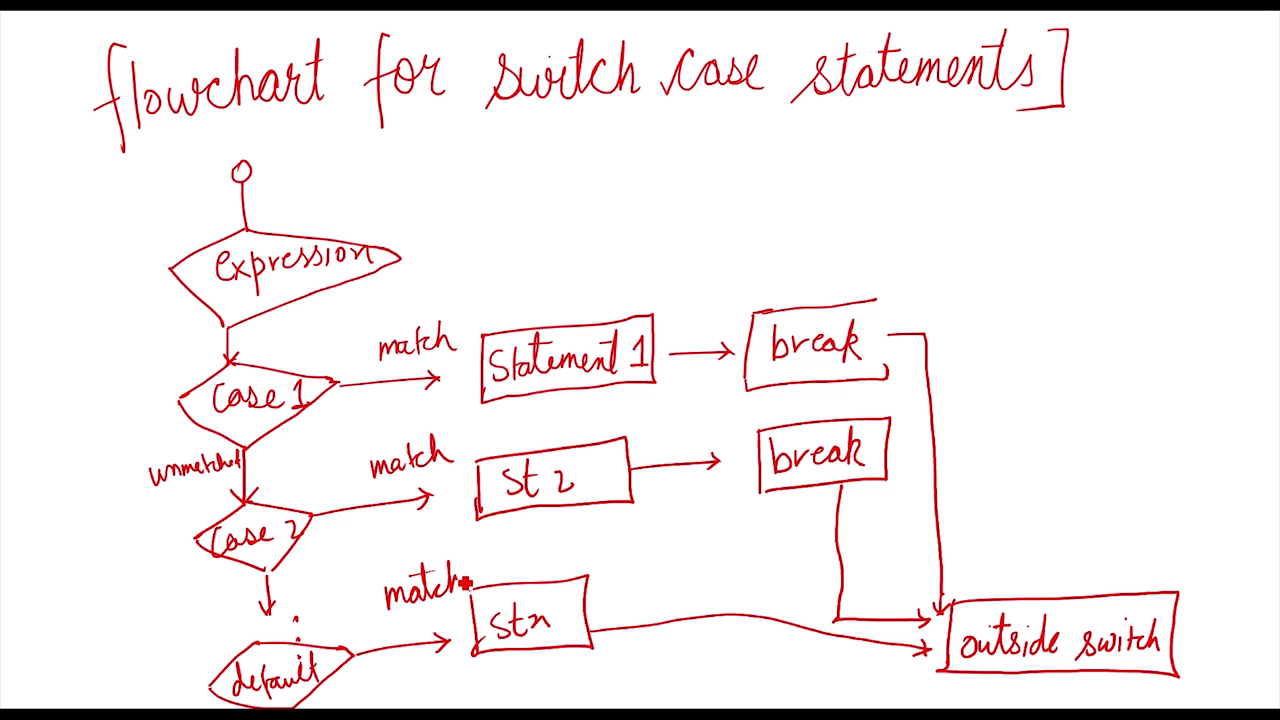 flowchart for switch case statements]
expression
match
Statement 1
break
Case 1
unmatched
match
St 2
break
Case 2
match
Stn
outside switch
default